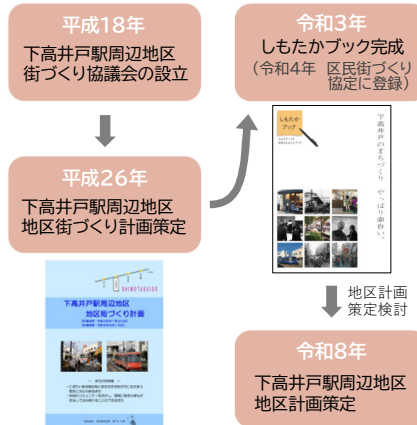 平成18年
下高井戸駅周辺地区
街づくり協議会の設立
平成26年
下高井戸駅周辺地区
地区街づくり計画策定
SHIMOTAKAIDO
下高井戸駅周辺地区
地区街づくり計画
令和3年
しもたかブック完成
(令和4年 区民街づくり
協定に登録)
しもたか
ブック
下高井戸のまちづくり やっぱり面白い。
地区計画
策定検討
令和8年
下高井戸駅周辺地区
地区計画策定